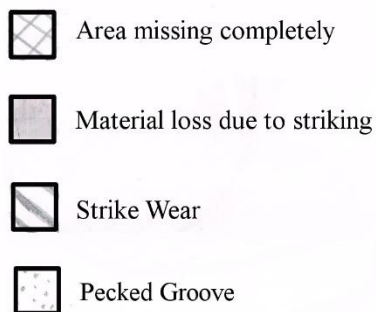 Area missing completely
Material loss due to striking
Strike Wear
Pecked Groove